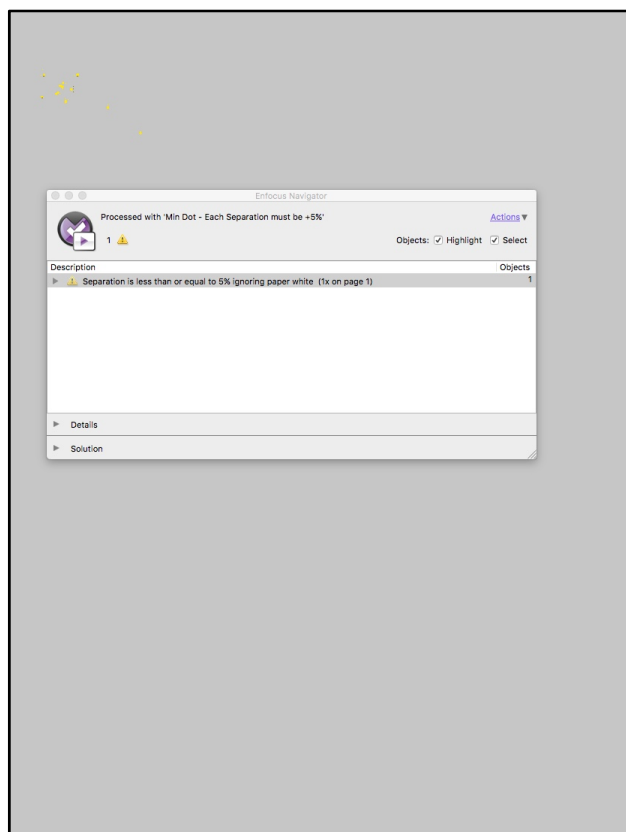 Enfocus Navigator
Processed with 'Min Dot - Each Separation must be +5%'
Actions
1
Objects: Highlight Select
Description Objects
Separation is less than or equal to 5% ignoring paper white (1x on page 1) 1
Details
Solution